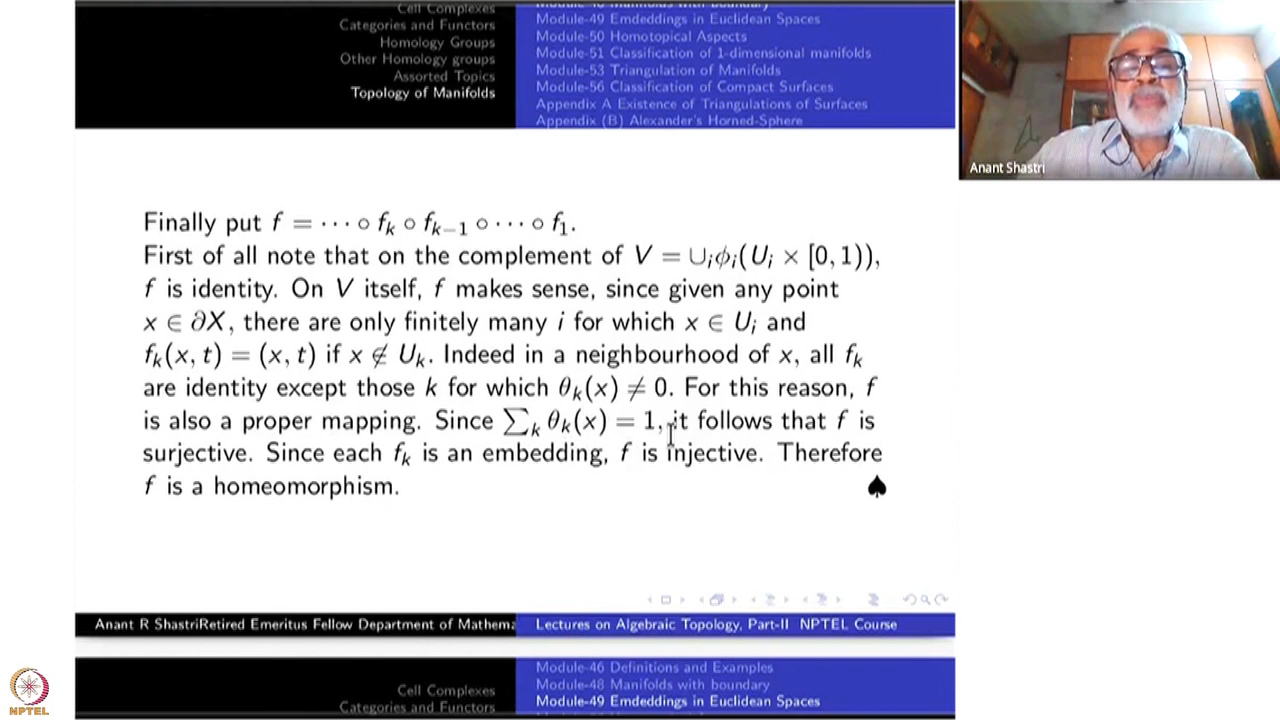 Cell Complexes
Categories and Functors
Homology Groups
Other Homology groups
Assorted Topics
Topology of Manifolds
Module-49 Emdeddings in Euclidean Spaces
Module-50 Homotopical Aspects
Module-51 Classification of 1-dimensional manifolds
Module-53 Triangulation of Manifolds
Module-56 Classification of Compact Surfaces
Appendix A Existence of Triangulations of Surfaces
Appendix (B) Alexander's Horned-Sphere
Anant Shastri
Finally put f = ··· ∘ f_k ∘ f_{k−1} ∘ ··· ∘ f_1.
First of all note that on the complement of V = ∪_iϕ_i(U_i × [0, 1)),
f is identity. On V itself, f makes sense, since given any point
x ∈ ∂X, there are only finitely many i for which x ∈ U_i and
f_k(x, t) = (x, t) if x ∉ U_k. Indeed in a neighbourhood of x, all f_k
are identity except those k for which θ_k(x) ≠ 0. For this reason, f
is also a proper mapping. Since ∑_k θ_k(x) = 1, it follows that f is
surjective. Since each f_k is an embedding, f is injective. Therefore
f is a homeomorphism. ♠
Anant R ShastriRetired Emeritus Fellow Department of Mathema
Lectures on Algebraic Topology, Part-II NPTEL Course
Cell Complexes
Categories and Functors
Module-46 Definitions and Examples
Module-48 Manifolds with boundary
Module-49 Emdeddings in Euclidean Spaces
NPTEL